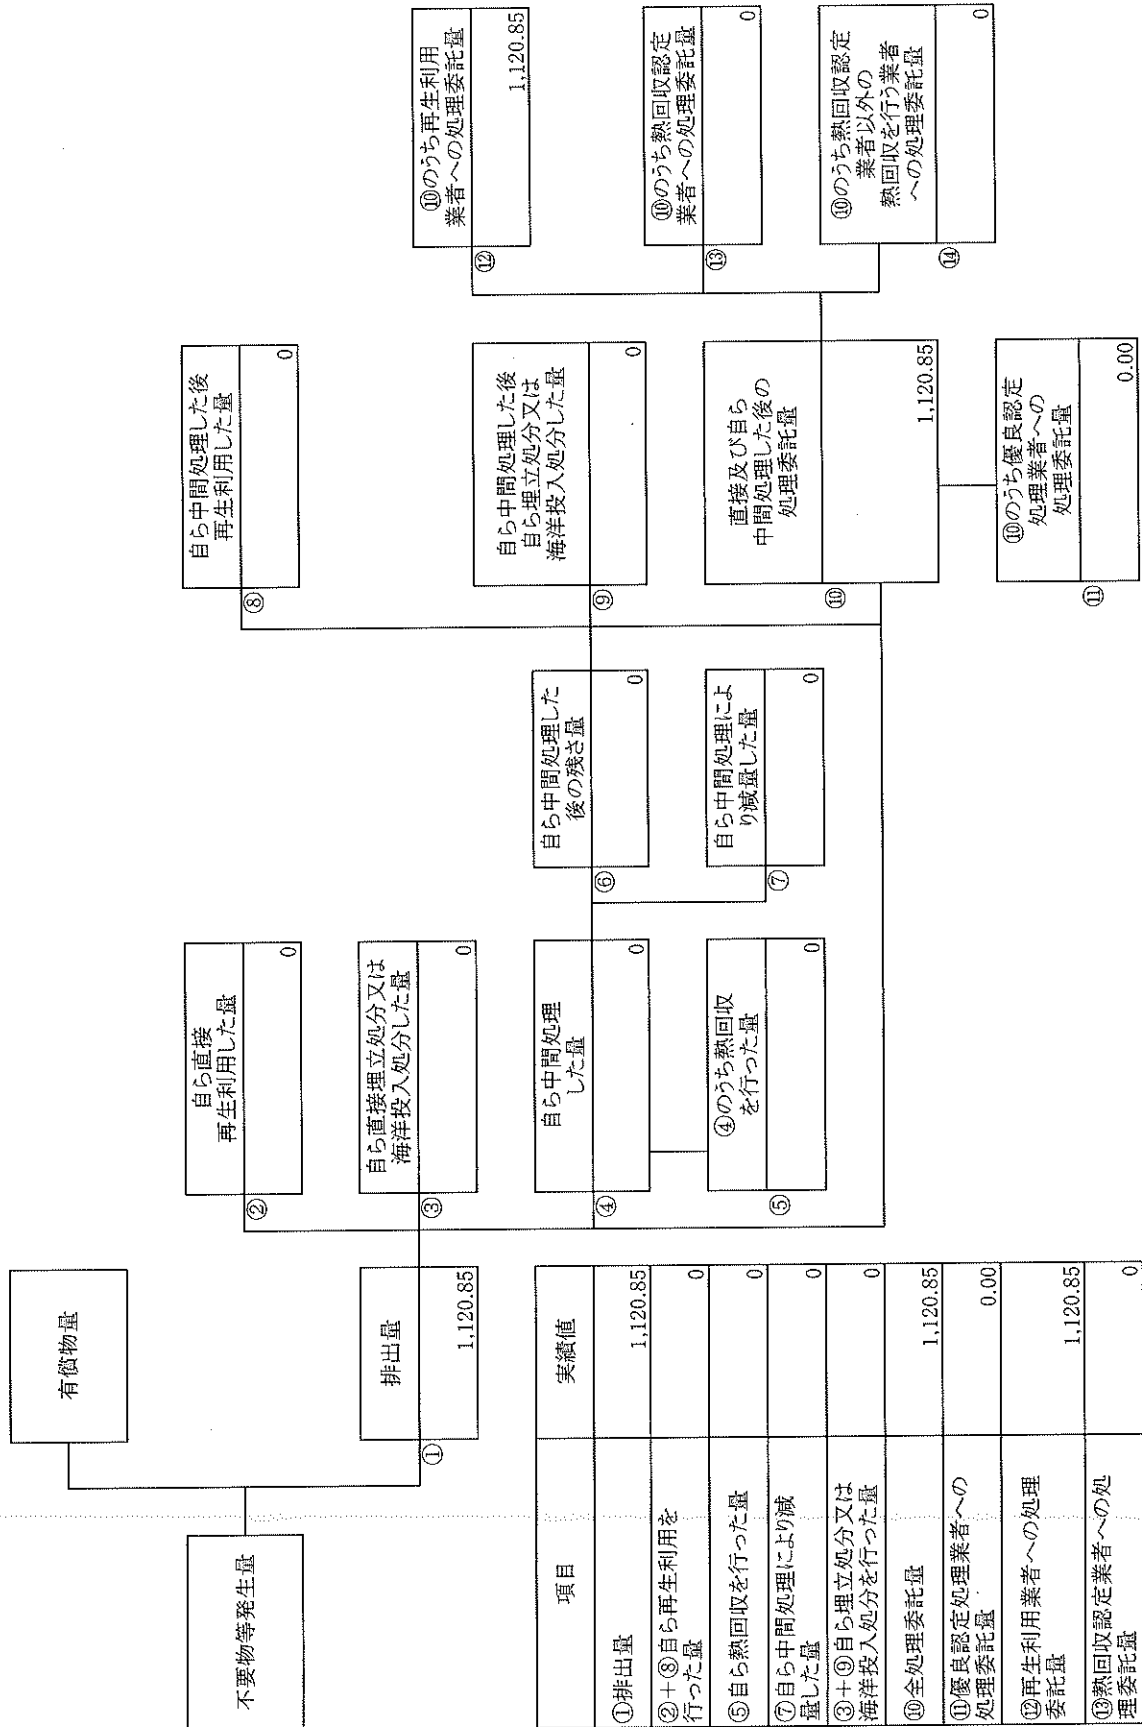 不要物等発生量
有償物量
①
排出量
1,120.85
②
自ら直接
再生利用した量
0
③
自ら直接埋立処分又は
海洋投入処分した量
0
④
自ら中間処理
した量
0
⑤
④のうち熱回収
を行った量
0
⑥
自ら中間処理した
後の残さ量
0
⑦
自ら中間処理によ
り減量した量
0
⑧
自ら中間処理した後
再生利用した量
0
⑨
自ら中間処理した後
自ら埋立処分又は
海洋投入処分した量
0
⑩
直接及び自ら
中間処理した後の
処理委託量
1,120.85
⑪
⑩のうち優良認定
処理業者への
処理委託量
0.00
⑫
⑩のうち再生利用
業者への処理委託量
1,120.85
⑬
⑩のうち熱回収認定
業者への処理委託量
0
⑭
⑩のうち熱回収認定
業者以外の
熱回収を行う業者
への処理委託量
0
項目 実績値
①排出量 1,120.85
②+⑧自ら再生利用を
行った量 0
⑤自ら熱回収を行った量 0
⑦自ら中間処理により減
量した量 0
③+⑨自ら埋立処分又は
海洋投入処分を行った量 0
⑩全処理委託量 1,120.85
⑪優良認定処理業者への
処理委託量 0.00
⑫再生利用業者への処理
委託量 1,120.85
⑬熱回収認定業者への処
理委託量 0